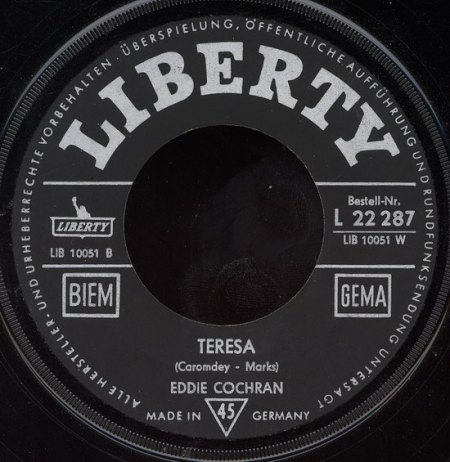 ALLE HERSTELLER- UND URHEBERRECHTE VORBEHALTEN. ÜBERSPIELUNG, ÖFFENTLICHE AUFFÜHRUNG UND RUNDFUNKSENDUNG UNTERSAGT
LIBERTY
LIBERTY
LIB 10051 B
Bestell-Nr.
L 22 287
LIB 10051 W
BIEM
GEMA
TERESA
(Caromdey - Marks)
EDDIE COCHRAN
MADE IN 45 GERMANY